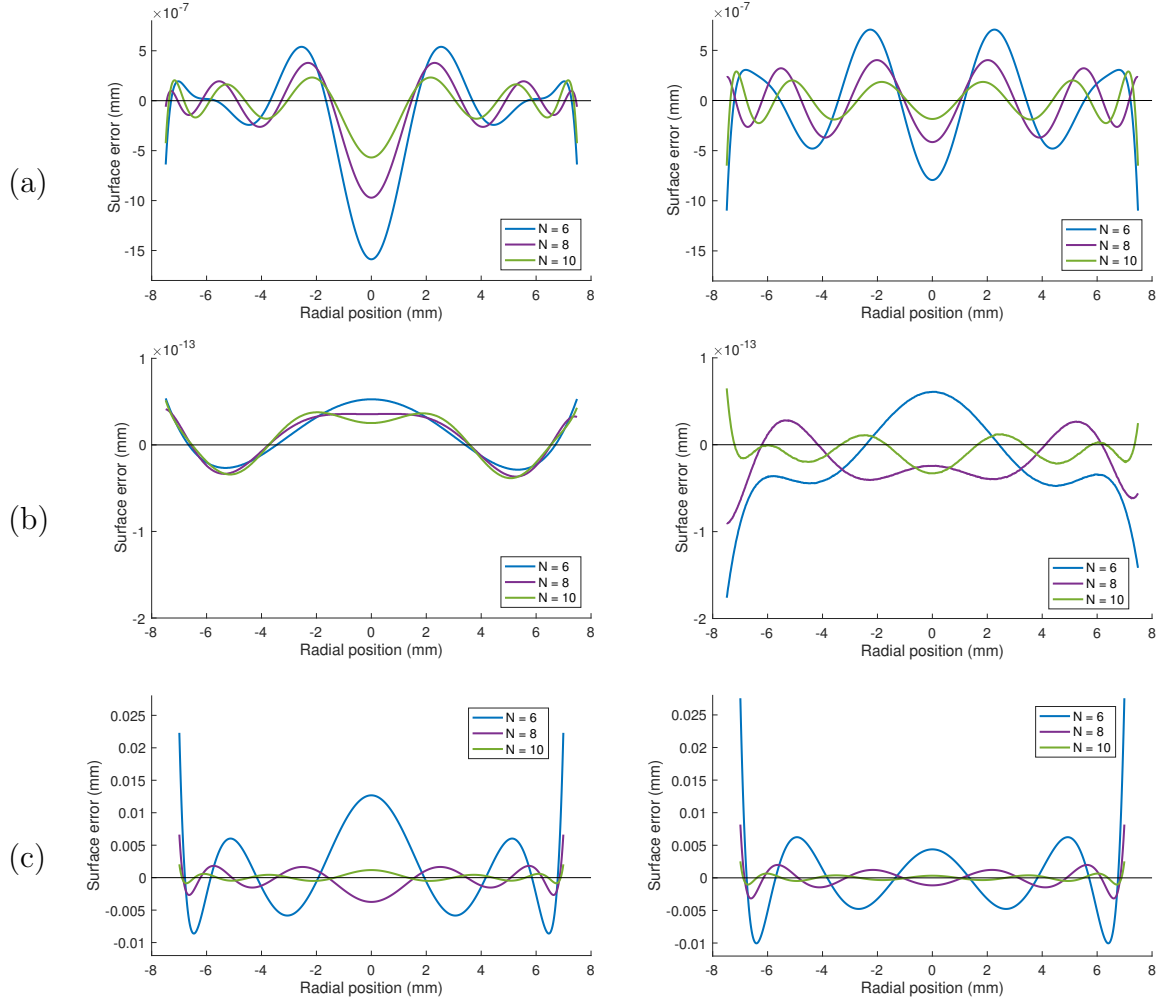 ×10⁻⁷
5
0
-5
-10
-15
Surface error (mm)
N = 6
N = 8
N = 10
-8 -6 -4 -2 0 2 4 6 8
Radial position (mm)
×10⁻⁷
5
0
-5
-10
-15
Surface error (mm)
N = 6
N = 8
N = 10
-8 -6 -4 -2 0 2 4 6 8
Radial position (mm)
(a)
×10⁻¹³
1
0
-1
-2
Surface error (mm)
N = 6
N = 8
N = 10
-8 -6 -4 -2 0 2 4 6 8
Radial position (mm)
×10⁻¹³
1
0
-1
-2
Surface error (mm)
N = 6
N = 8
N = 10
-8 -6 -4 -2 0 2 4 6 8
Radial position (mm)
(b)
0.025
0.02
0.015
0.01
0.005
0
-0.005
-0.01
Surface error (mm)
N = 6
N = 8
N = 10
-8 -6 -4 -2 0 2 4 6 8
Radial position (mm)
0.025
0.02
0.015
0.01
0.005
0
-0.005
-0.01
Surface error (mm)
N = 6
N = 8
N = 10
-8 -6 -4 -2 0 2 4 6 8
Radial position (mm)
(c)